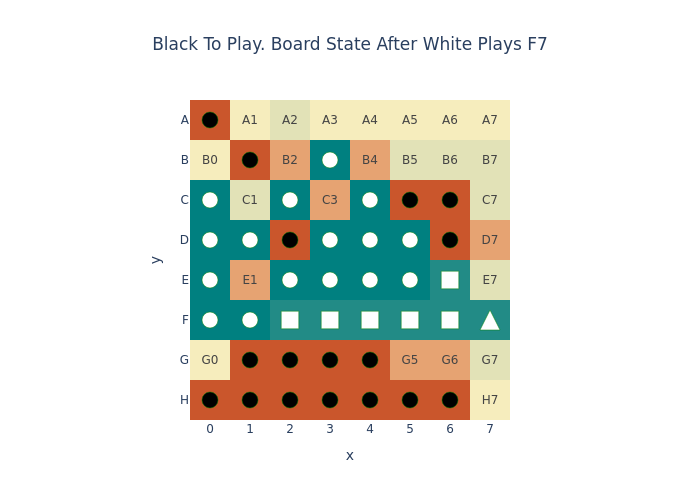 Black To Play. Board State After White Plays F7
A A1 A2 A3 A4 A5 A6 A7
B B0 B2 B4 B5 B6 B7
C C1 C3 C7
D D7
E E1 E7
F
G G0 G5 G6 G7
H H7
0 1 2 3 4 5 6 7
x
y